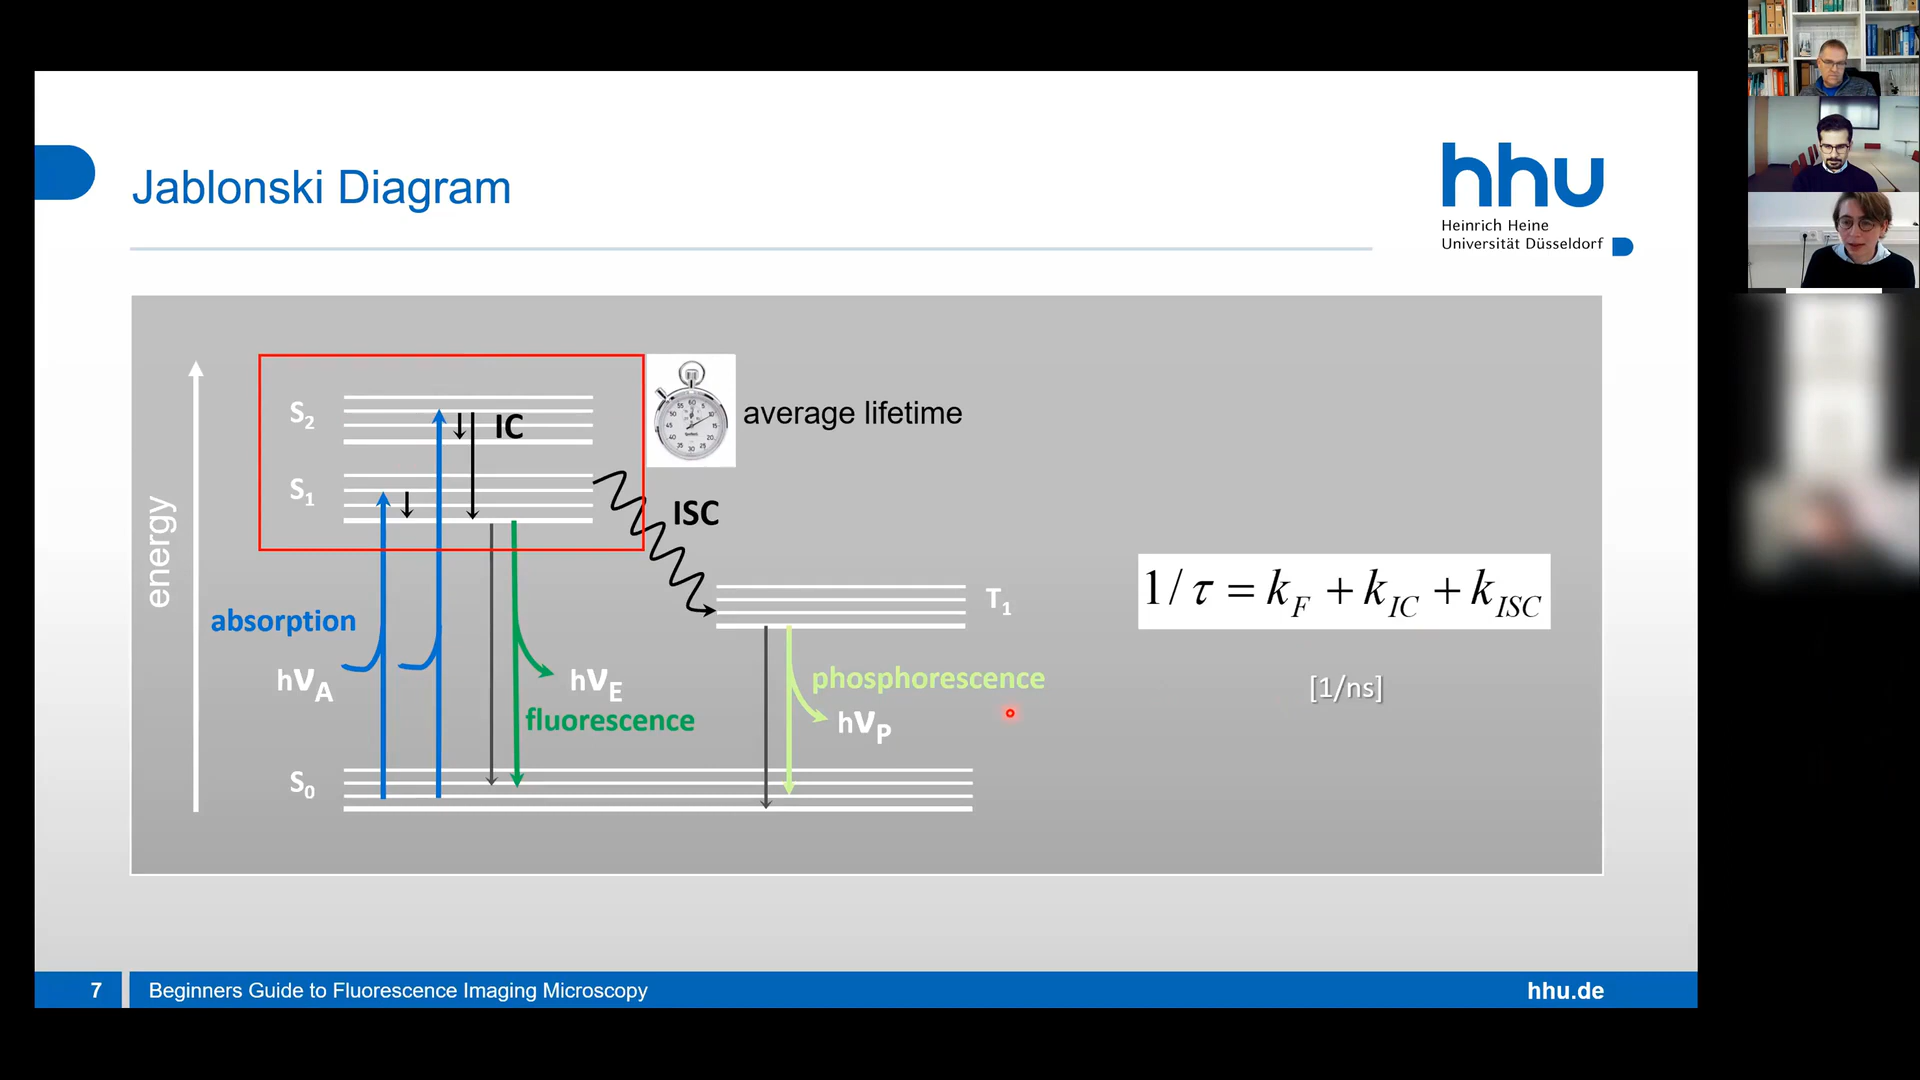 Jablonski Diagram
hhu
Heinrich Heine
Universität Düsseldorf
energy
S2
S1
IC
average lifetime
ISC
T1
absorption
hνA
hνE
fluorescence
phosphorescence
hνP
S0
1/τ = kF + kIC + kISC
[1/ns]
7
Beginners Guide to Fluorescence Imaging Microscopy
hhu.de